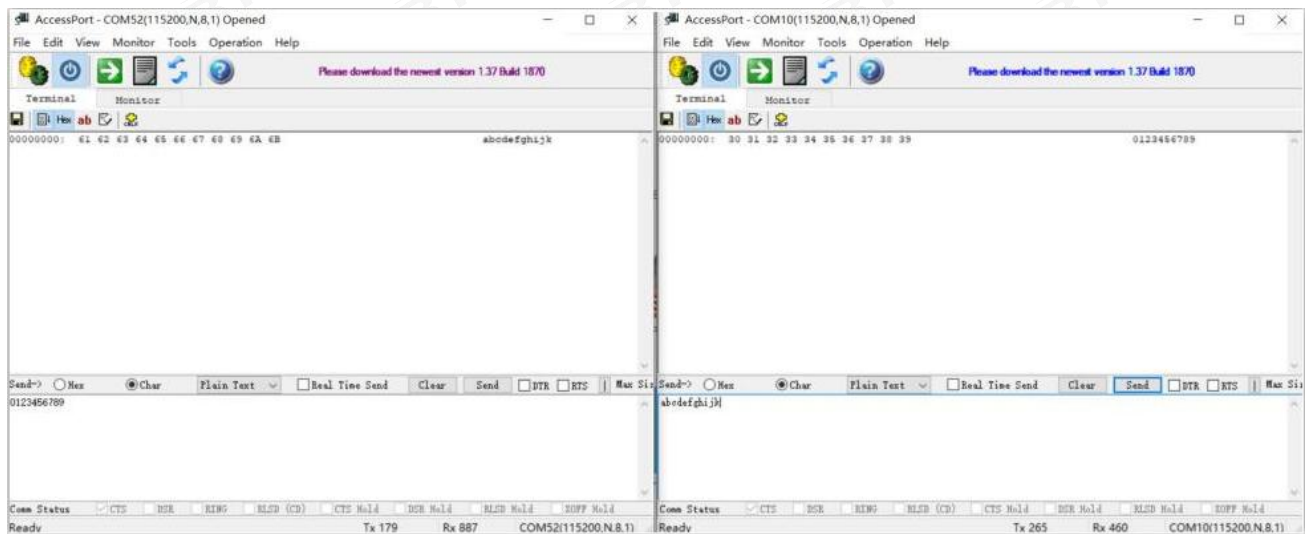 AccessPort - COM52(115200,N,8,1) Opened
File Edit View Monitor Tools Operation Help
Please download the newest version 1.37 Build 1870
Terminal Monitor
Hex ab
00000000: 61 62 63 64 65 66 67 68 69 6A 6B abcdefghijk
Send-> Hex Char Plain Text Real Time Send Clear Send DTR RTS | Max Siz
0123456789
Comm Status CTS DSR RING RLSD (CD) CTS Hold DSR Hold RLSD Hold XOFF Hold
Ready Tx 179 Rx 887 COM52(115200,N,8,1)
AccessPort - COM10(115200,N,8,1) Opened
File Edit View Monitor Tools Operation Help
Please download the newest version 1.37 Build 1870
Terminal Monitor
Hex ab
00000000: 30 31 32 33 34 35 36 37 38 39 0123456789
Send-> Hex Char Plain Text Real Time Send Clear Send DTR RTS | Max Siz
abcdefghijk
Comm Status CTS DSR RING RLSD (CD) CTS Hold DSR Hold RLSD Hold XOFF Hold
Ready Tx 265 Rx 460 COM10(115200,N,8,1)